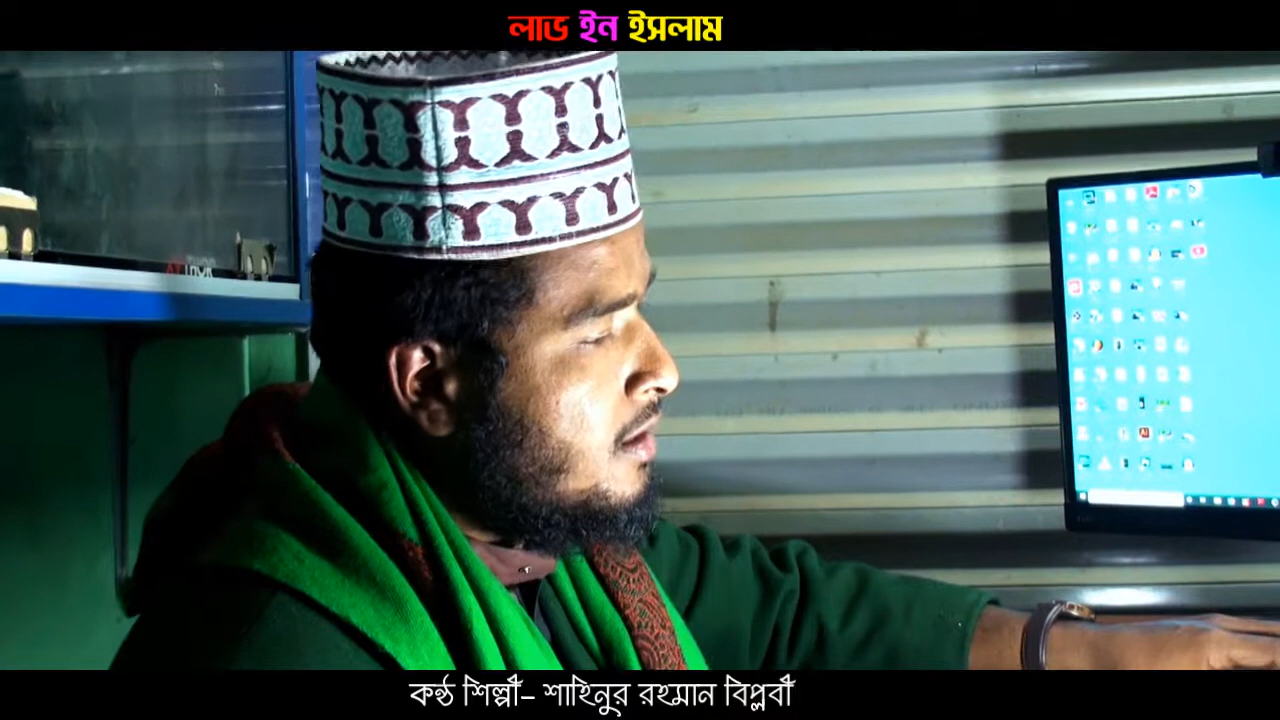 লাভ ইন ইসলাম
কন্ঠ শিল্পী- শাহিনুর রহমান বিপ্লবী